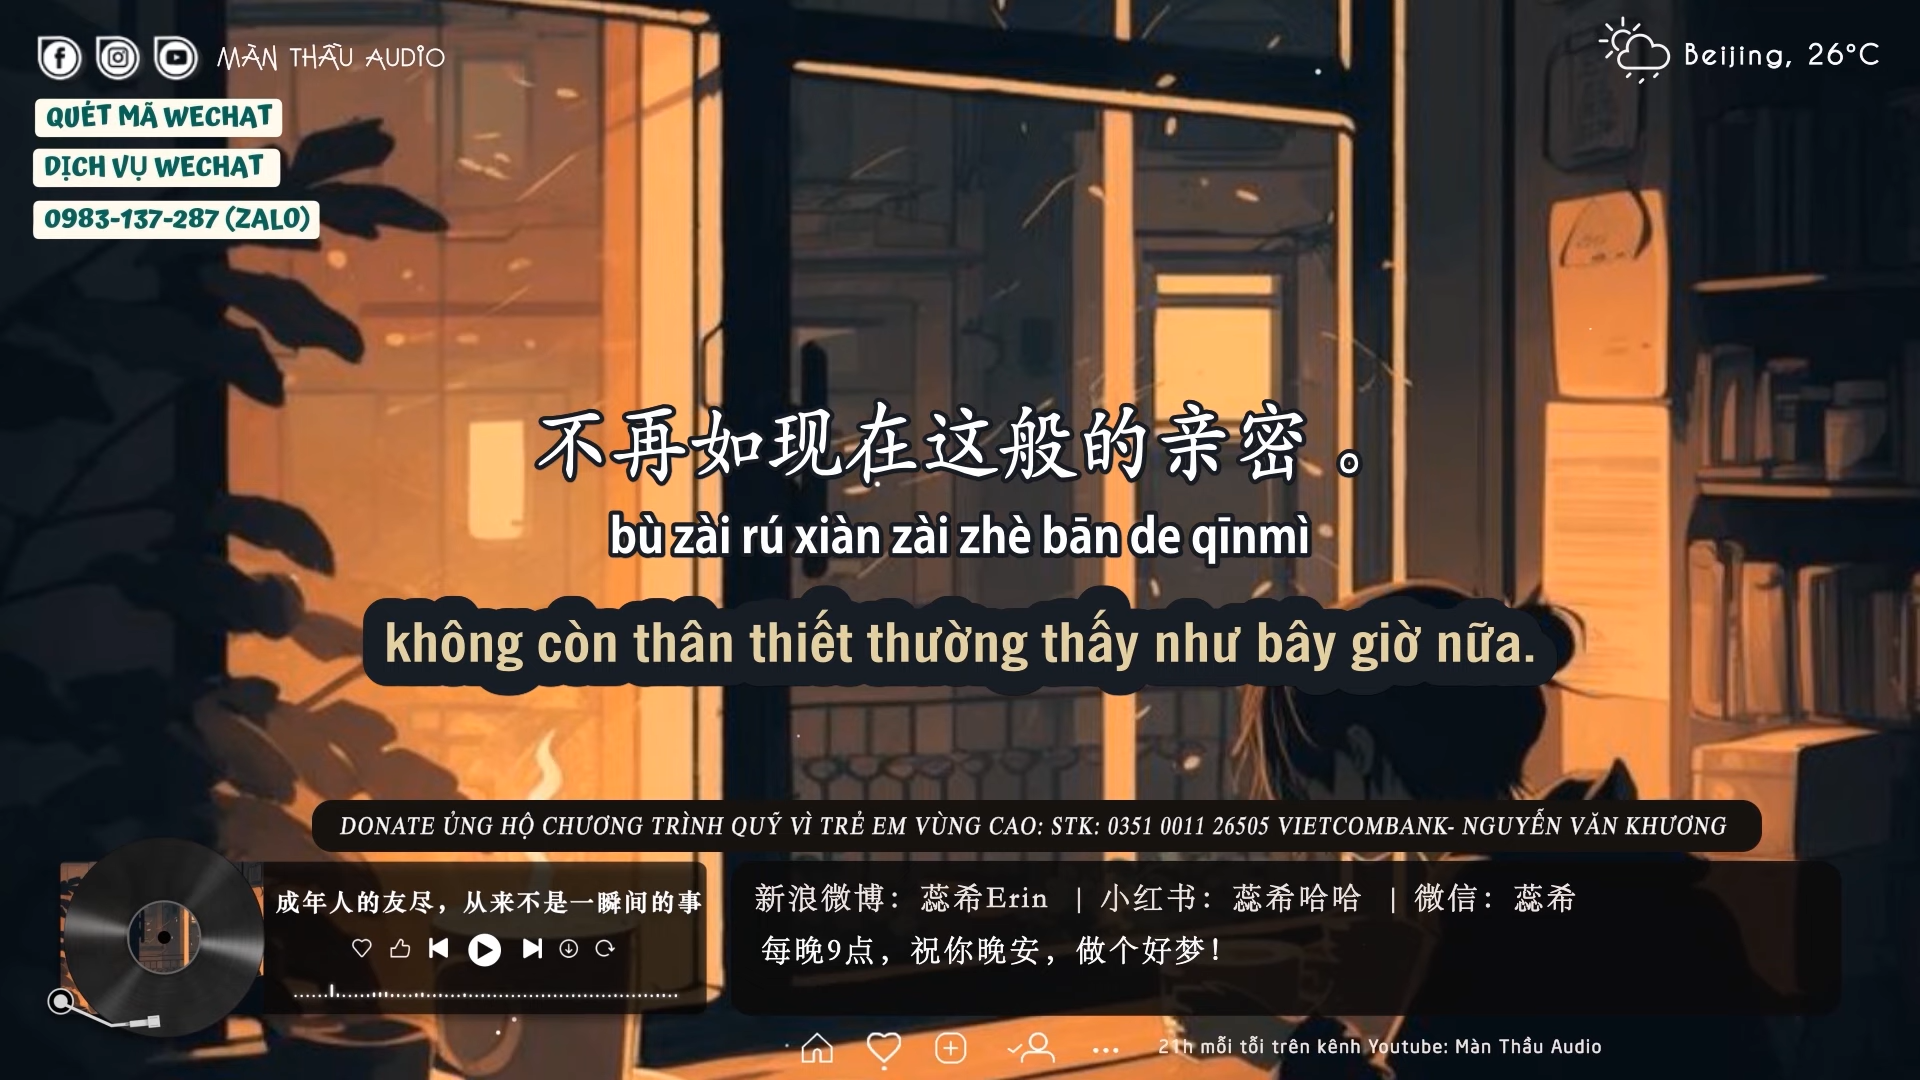 MÀN THẦU AUDIO
Beijing, 26°C
QUÉT MÃ WECHAT
DỊCH VỤ WECHAT
0983-137-287 (ZALO)
不再如现在这般的亲密。
bù zài rú xiàn zài zhè bān de qīnmì
không còn thân thiết thường thấy như bây giờ nữa.
DONATE ỦNG HỘ CHƯƠNG TRÌNH QUỸ VÌ TRẺ EM VÙNG CAO: STK: 0351 0011 26505 VIETCOMBANK- NGUYỄN VĂN KHƯƠNG
成年人的友尽，从来不是一瞬间的事
新浪微博：蕊希Erin | 小红书：蕊希哈哈 | 微信：蕊希
每晚9点，祝你晚安，做个好梦！
21h mỗi tối trên kênh Youtube: Màn Thầu Audio